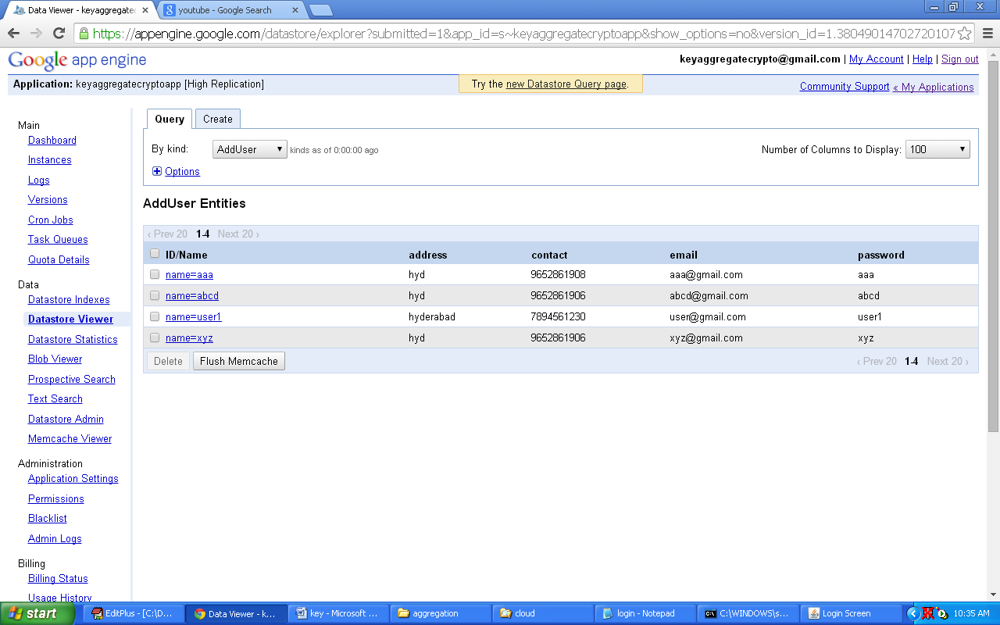 Data Viewer - keyaggregatec
youtube - Google Search
https://appengine.google.com/datastore/explorer?submitted=1&app_id=s~keyaggregatecryptoapp&show_options=no&version_id=1.38049014702720107
Google app engine
keyaggregatecrypto@gmail.com | My Account | Help | Sign out
Application: keyaggregatecryptoapp [High Replication]
Try the new Datastore Query page.
Community Support « My Applications
Main
Dashboard
Instances
Logs
Versions
Cron Jobs
Task Queues
Quota Details
Data
Datastore Indexes
Datastore Viewer
Datastore Statistics
Blob Viewer
Prospective Search
Text Search
Datastore Admin
Memcache Viewer
Administration
Application Settings
Permissions
Blacklist
Admin Logs
Billing
Billing Status
Usage History
Query Create
By kind: AddUser kinds as of 0:00:00 ago
Number of Columns to Display: 100
Options
AddUser Entities
‹ Prev 20 1-4 Next 20 ›
ID/Name address contact email password
name=aaa hyd 9652861908 aaa@gmail.com aaa
name=abcd hyd 9652861906 abcd@gmail.com abcd
name=user1 hyderabad 7894561230 user@gmail.com user1
name=xyz hyd 9652861906 xyz@gmail.com xyz
Delete Flush Memcache ‹ Prev 20 1-4 Next 20 ›
start EditPlus - [C:\D... Data Viewer - k... key - Microsoft ... aggregation cloud login - Notepad C:\WINDOWS\s... Login Screen 10:35 AM